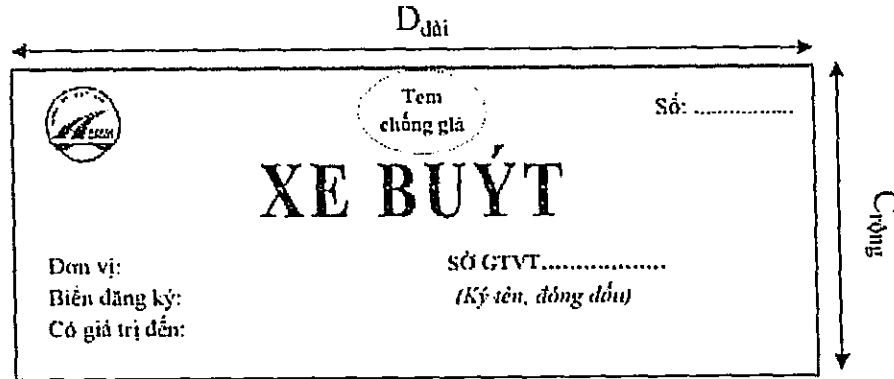 Ddài
Tem
chống giả
Số: ................
XE BUÝT
Crộng
Đơn vị:
SỞ GTVT...................
Biển đăng ký:
(Ký tên, đóng dấu)
Có giá trị đến: